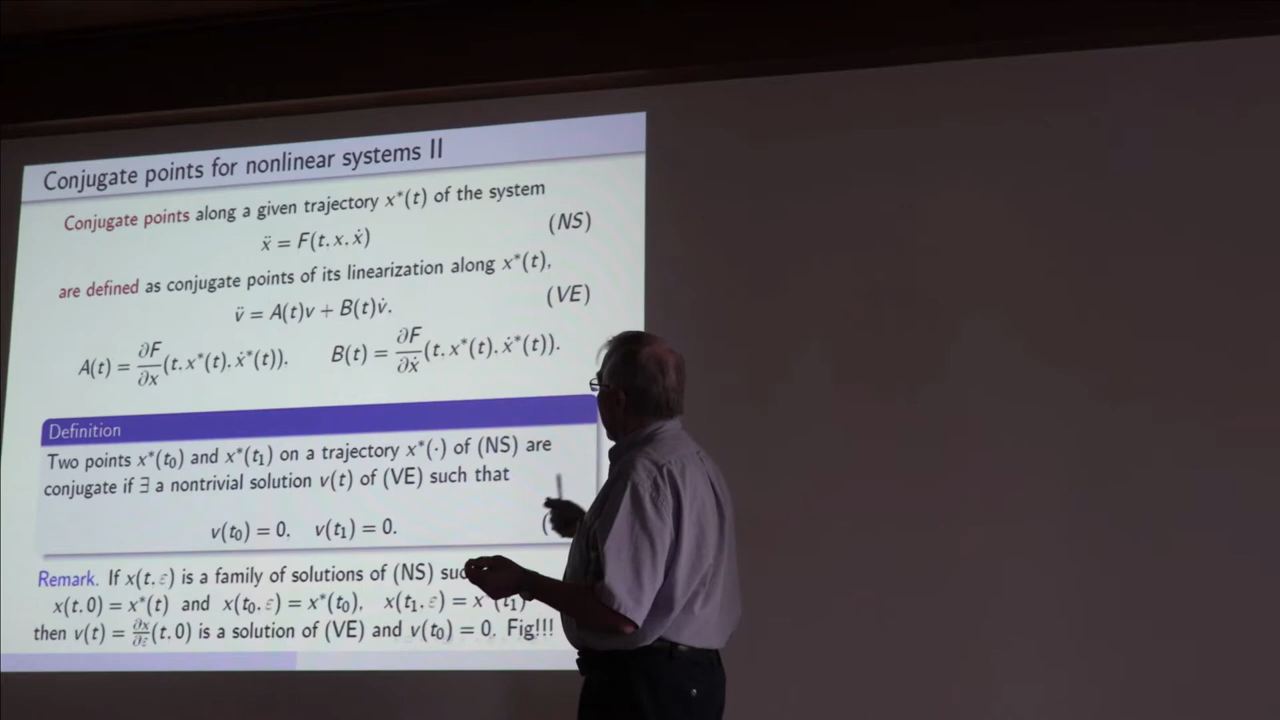 Conjugate points for nonlinear systems II
Conjugate points along a given trajectory x*(t) of the system
ẍ = F(t. x. ẋ) (NS)
are defined as conjugate points of its linearization along x*(t),
v̈ = A(t)v + B(t)v̇. (VE)
A(t) = ∂F/∂x (t. x*(t). ẋ*(t)). B(t) = ∂F/∂ẋ (t. x*(t). ẋ*(t)).
Definition
Two points x*(t₀) and x*(t₁) on a trajectory x*(·) of (NS) are
conjugate if ∃ a nontrivial solution v(t) of (VE) such that
v(t₀) = 0. v(t₁) = 0.
Remark. If x(t. ε) is a family of solutions of (NS)
x(t. 0) = x*(t) and x(t₀. ε) = x*(t₀), x(t₁. ε) = x*(t₁)
then v(t) = ∂x/∂ε (t. 0) is a solution of (VE) and v(t₀) = 0. Fig!!!